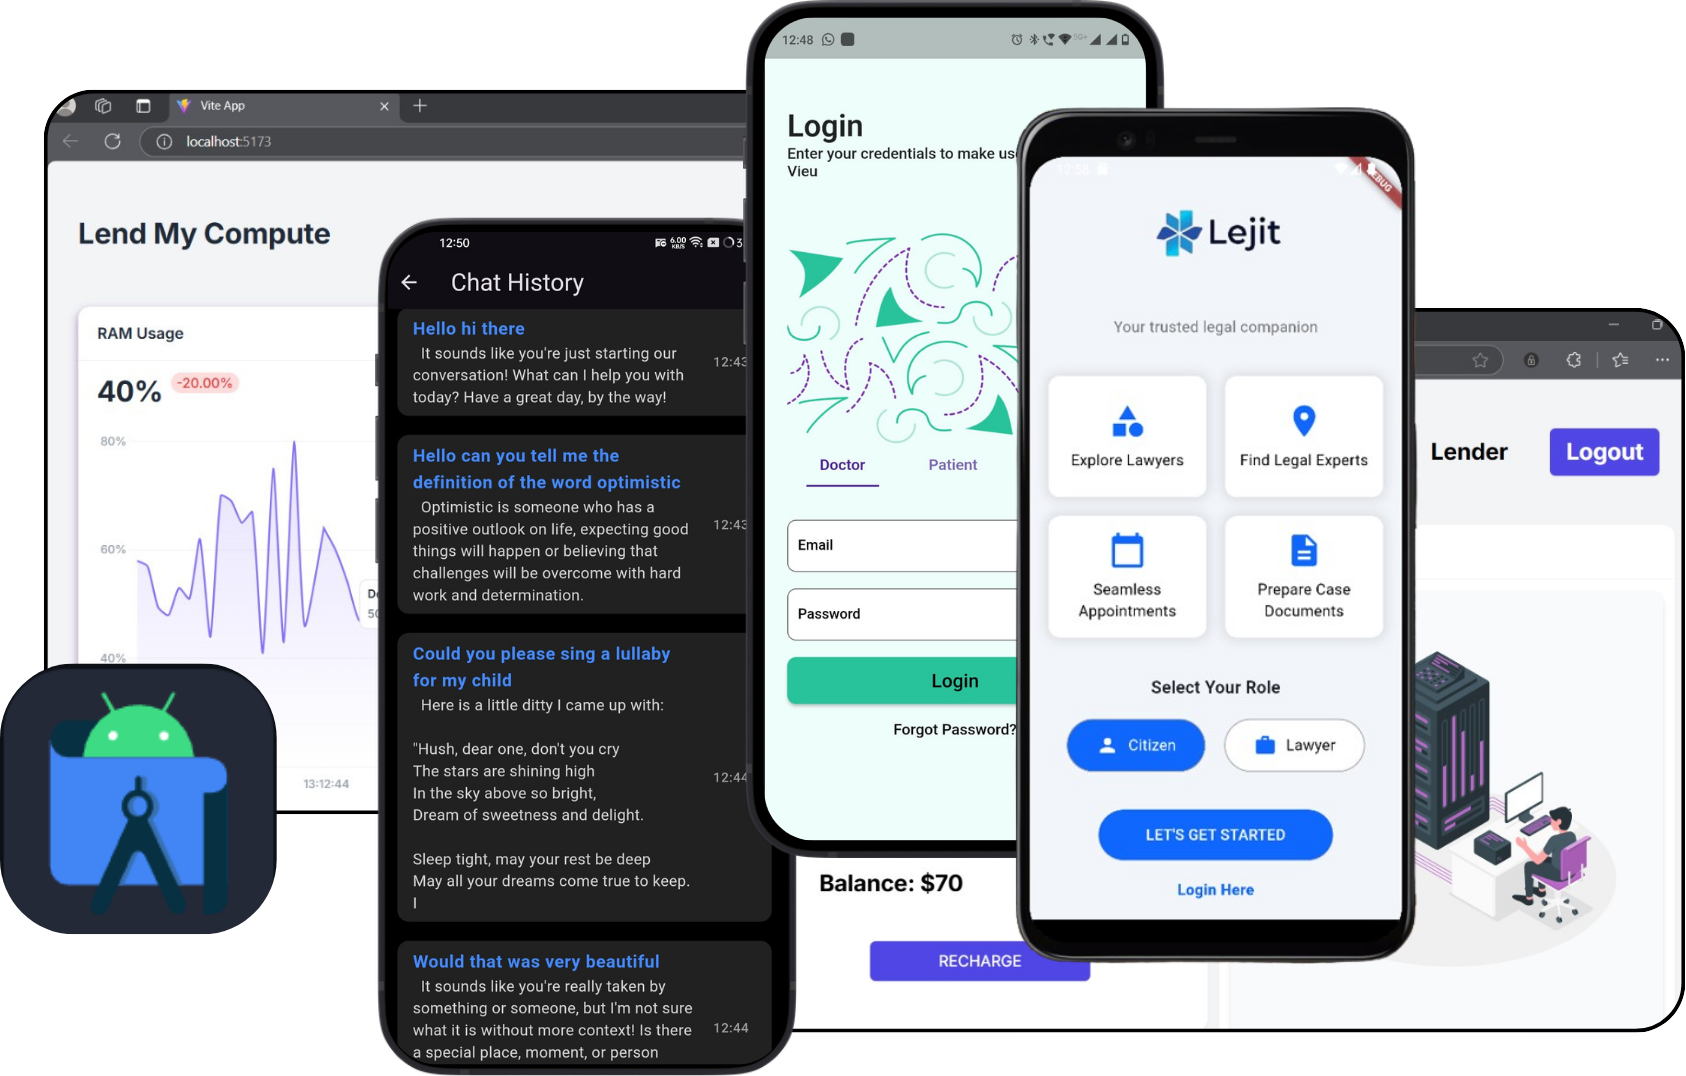 Vite App
localhost:5173
Lend My Compute
RAM Usage
40%
-20.00%
80%
60%
40%
13:12:44
12:50
6.00
KB/S
Chat History
Hello hi there
It sounds like you're just starting our
conversation! What can I help you with
today? Have a great day, by the way!
12:43
Hello can you tell me the
definition of the word optimistic
Optimistic is someone who has a
positive outlook on life, expecting good
things will happen or believing that
challenges will be overcome with hard
work and determination.
12:43
Could you please sing a lullaby
for my child
Here is a little ditty I came up with:
"Hush, dear one, don't you cry
The stars are shining high
In the sky above so bright,
Dream of sweetness and delight.
Sleep tight, may your rest be deep
May all your dreams come true to keep.
I
12:44
Would that was very beautiful
It sounds like you're really taken by
something or someone, but I'm not sure
what it is without more context! Is there
a special place, moment, or person
12:44
12:48
5G+
Login
Enter your credentials to make
Vieu
Doctor
Patient
Email
Password
Login
Forgot Password?
Balance: $70
RECHARGE
Lejit
Your trusted legal companion
Explore Lawyers
Find Legal Experts
Seamless
Appointments
Prepare Case
Documents
Select Your Role
Citizen
Lawyer
LET'S GET STARTED
Login Here
Lender
Logout